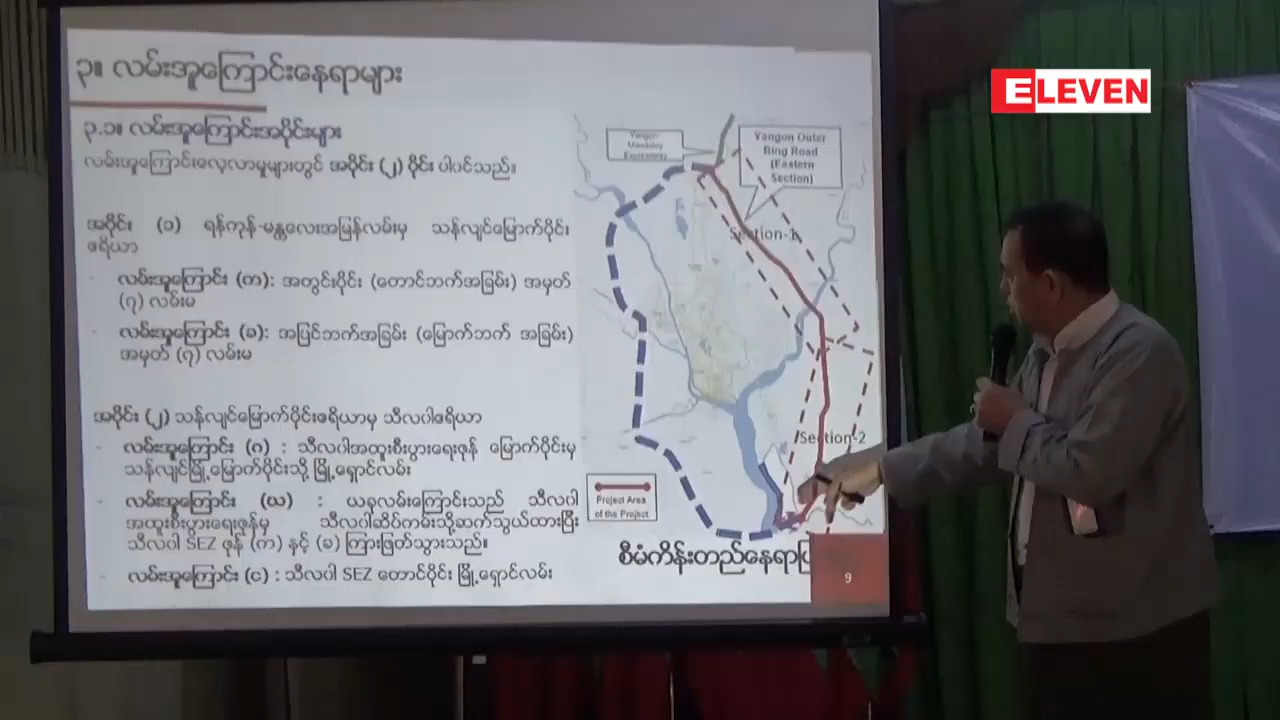 ELEVEN
၃။ လမ်းအူကြောင်းနေရာများ
၃.၁။ လမ်းအူကြောင်းအပိုင်းများ
လမ်းယူကြောင်းလေ့လာမှုများတွင် အပိုင်း (၂) ပိုင်း ပါဝင်သည်။
အပိုင်း (၁) ရန်ကုန်-မန္တလေးအမြန်လမ်းမှ သန်လျင်မြောက်ပိုင်း
ဧရိယာ
- လမ်းအူကြောင်း (က): အတွင်းပိုင်း (တောင်ဘက်အခြမ်း) အမှတ်
(၇) လမ်းမ
- လမ်းအူကြောင်း (ခ): အပြင်ဘက်အခြမ်း (မြောက်ဘက် အခြမ်း)
အမှတ် (၇) လမ်းမ
အပိုင်း (၂) သန်လျင်မြောက်ပိုင်းဧရိယာမှ သီလဝါဧရိယာ
- လမ်းအူကြောင်း (ဂ) : သီလဝါအထူးစီးပွားရေးဇုန် မြောက်ပိုင်းမှ
သန်လျင်မြို့မြောက်ပိုင်းသို့ မြို့ရှောင်လမ်း
- လမ်းအူကြောင်း (ဃ) : ယခုလမ်းကြောင်းသည် သီလဝါ
အထူးစီးပွားရေးဇုန်မှ သီလဝါဆိပ်ကမ်းသို့ဆက်သွယ်ထားပြီး
သီလဝါ SEZ ဇုန် (က) နှင့် (ခ) ကြားဖြတ်သွားသည်။
- လမ်းအူကြောင်း (င) : သီလဝါ SEZ တောင်ပိုင်း မြို့ရှောင်လမ်း
Yangon-
Mandalay
Expressway
Yangon Outer
Ring Road
(Eastern
Section)
Section-1
Section-2
Project Area
of the Project
စီမံကိန်းတည်နေရာပြ
9